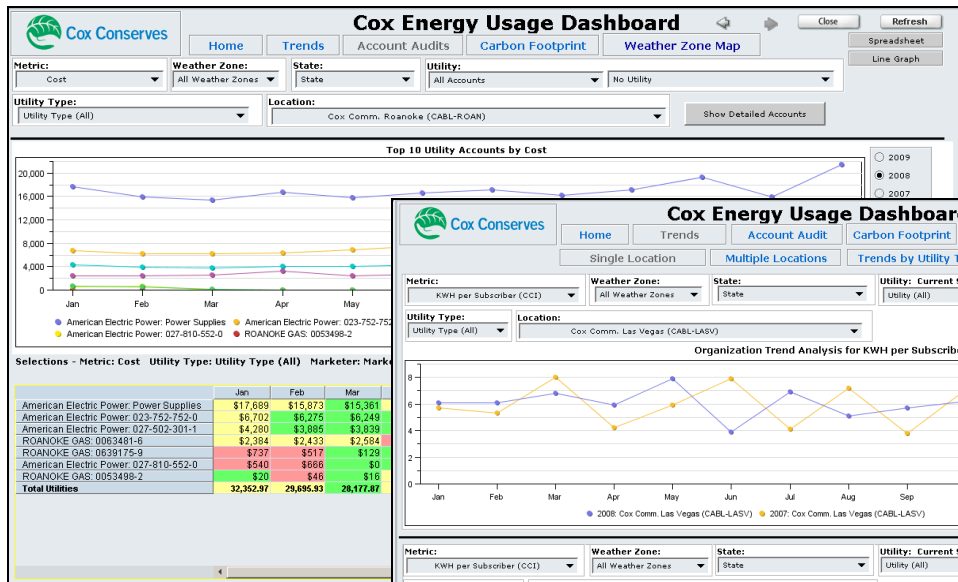 Cox Conserves
Cox Energy Usage Dashboard
Close
Refresh
Home
Trends
Account Audits
Carbon Footprint
Weather Zone Map
Spreadsheet
Line Graph
Metric:
Weather Zone:
State:
Utility:
Cost
All Weather Zones
State
All Accounts
No Utility
Utility Type:
Location:
Utility Type (All)
Cox Comm. Roanoke (CABL-ROAN)
Show Detailed Accounts
Top 10 Utility Accounts by Cost
2009
2008
2007
20,000
16,000
12,000
8,000
4,000
0
Jan Feb Mar Apr May
American Electric Power: Power Supplies American Electric Power: 023-752-752
American Electric Power: 027-810-552-0 ROANOKE GAS: 0053498-2
Selections - Metric: Cost Utility Type: Utility Type (All) Marketer: Marke
Jan Feb Mar
American Electric Power: Power Supplies $17,689 $15,873 $15,361
American Electric Power: 023-752-752-0 $6,702 $6,275 $6,249
American Electric Power: 027-502-301-1 $4,280 $3,885 $3,839
ROANOKE GAS: 0063481-6 $2,384 $2,433 $2,584
ROANOKE GAS: 0639175-9 $737 $517 $129
American Electric Power: 027-810-552-0 $540 $666 $0
ROANOKE GAS: 0053498-2 $20 $46 $16
Total Utilities 32,352.97 29,695.93 28,177.87
Cox Conserves
Cox Energy Usage Dashboar
Home
Trends
Account Audit
Carbon Footprint
Single Location
Multiple Locations
Trends by Utility T
Metric:
Weather Zone:
State:
Utility: Current S
KWH per Subscriber (CCI)
All Weather Zones
State
Utility (All)
Utility Type:
Location:
Utility Type (All)
Cox Comm. Las Vegas (CABL-LASV)
Organization Trend Analysis for KWH per Subscribe
8
6
4
2
0
Jan Feb Mar Apr May Jun Jul Aug Sep
2008: Cox Comm. Las Vegas (CABL-LASV) 2007: Cox Comm. Las Vegas (CABL-LASV)
Metric:
Weather Zone:
State:
Utility: Current S
KWH per Subscriber (CCI)
All Weather Zones
State
Utility (All)